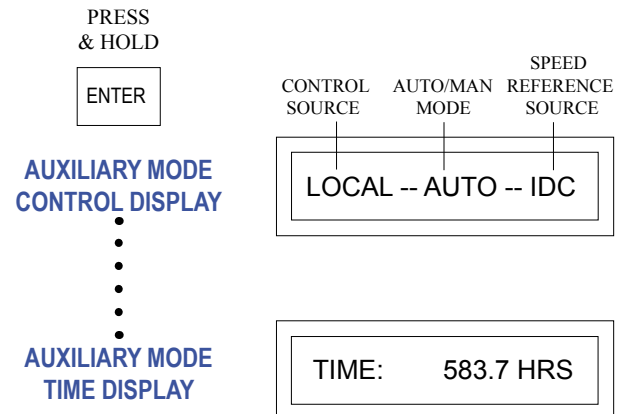 PRESS
& HOLD
ENTER
CONTROL
SOURCE
AUTO/MAN
MODE
SPEED
REFERENCE
SOURCE
AUXILIARY MODE
CONTROL DISPLAY
LOCAL -- AUTO -- IDC
AUXILIARY MODE
TIME DISPLAY
TIME: 583.7 HRS